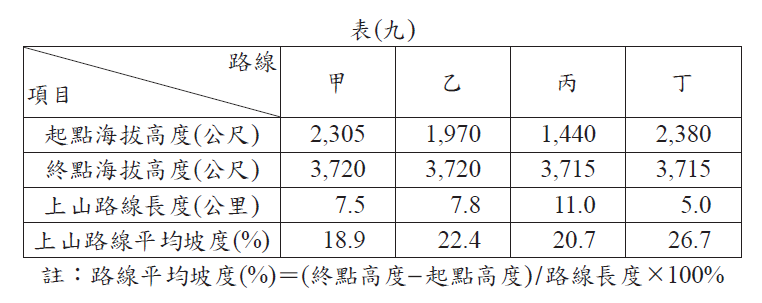 表(九)
路線
項目 甲 乙 丙 丁
起點海拔高度(公尺) 2,305 1,970 1,440 2,380
終點海拔高度(公尺) 3,720 3,720 3,715 3,715
上山路線長度(公里) 7.5 7.8 11.0 5.0
上山路線平均坡度(%) 18.9 22.4 20.7 26.7
註：路線平均坡度(%)＝(終點高度−起點高度)/路線長度×100%